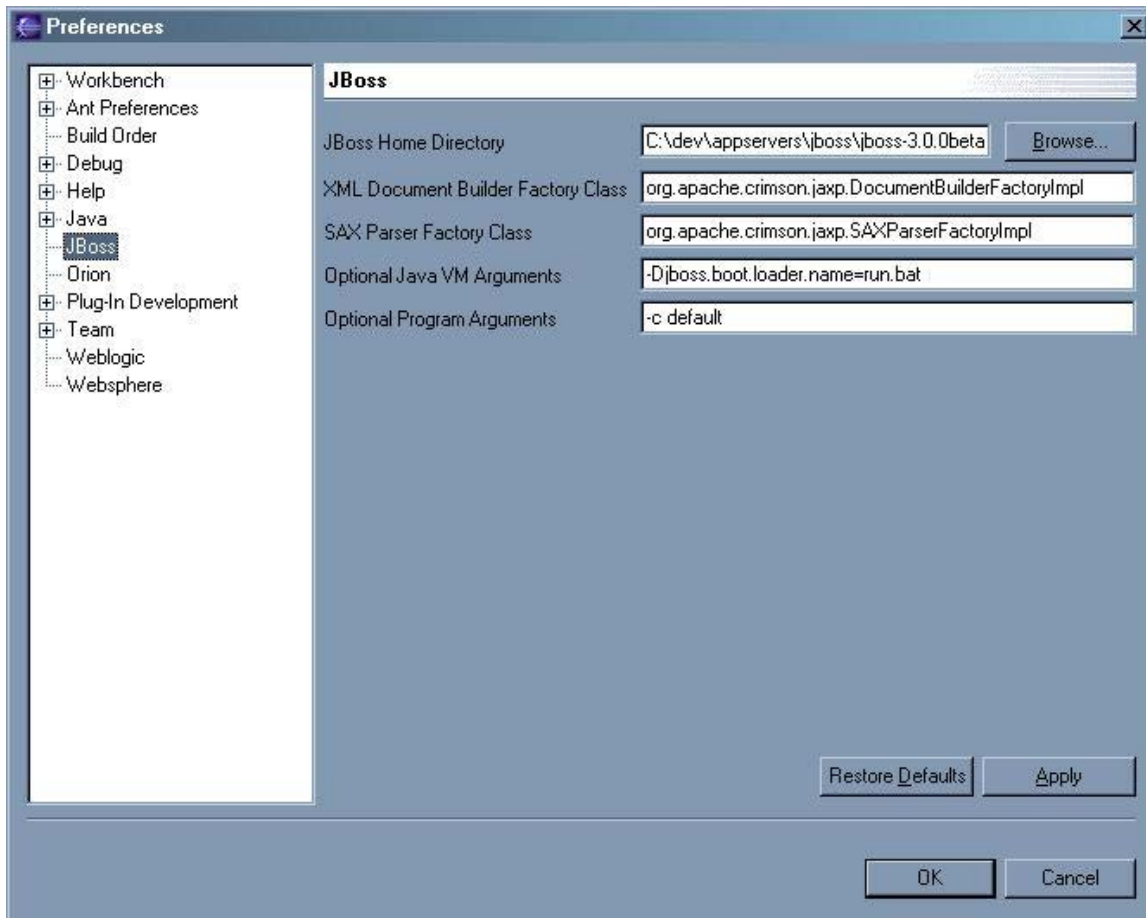 Preferences
Workbench
Ant Preferences
Build Order
Debug
Help
Java
JBoss
Orion
Plug-In Development
Team
Weblogic
Websphere
JBoss
JBoss Home Directory C:\dev\appservers\jboss\jboss-3.0.0beta Browse...
XML Document Builder Factory Class org.apache.crimson.jaxp.DocumentBuilderFactoryImpl
SAX Parser Factory Class org.apache.crimson.jaxp.SAXParserFactoryImpl
Optional Java VM Arguments -Djboss.boot.loader.name=run.bat
Optional Program Arguments -c default
Restore Defaults Apply
OK Cancel